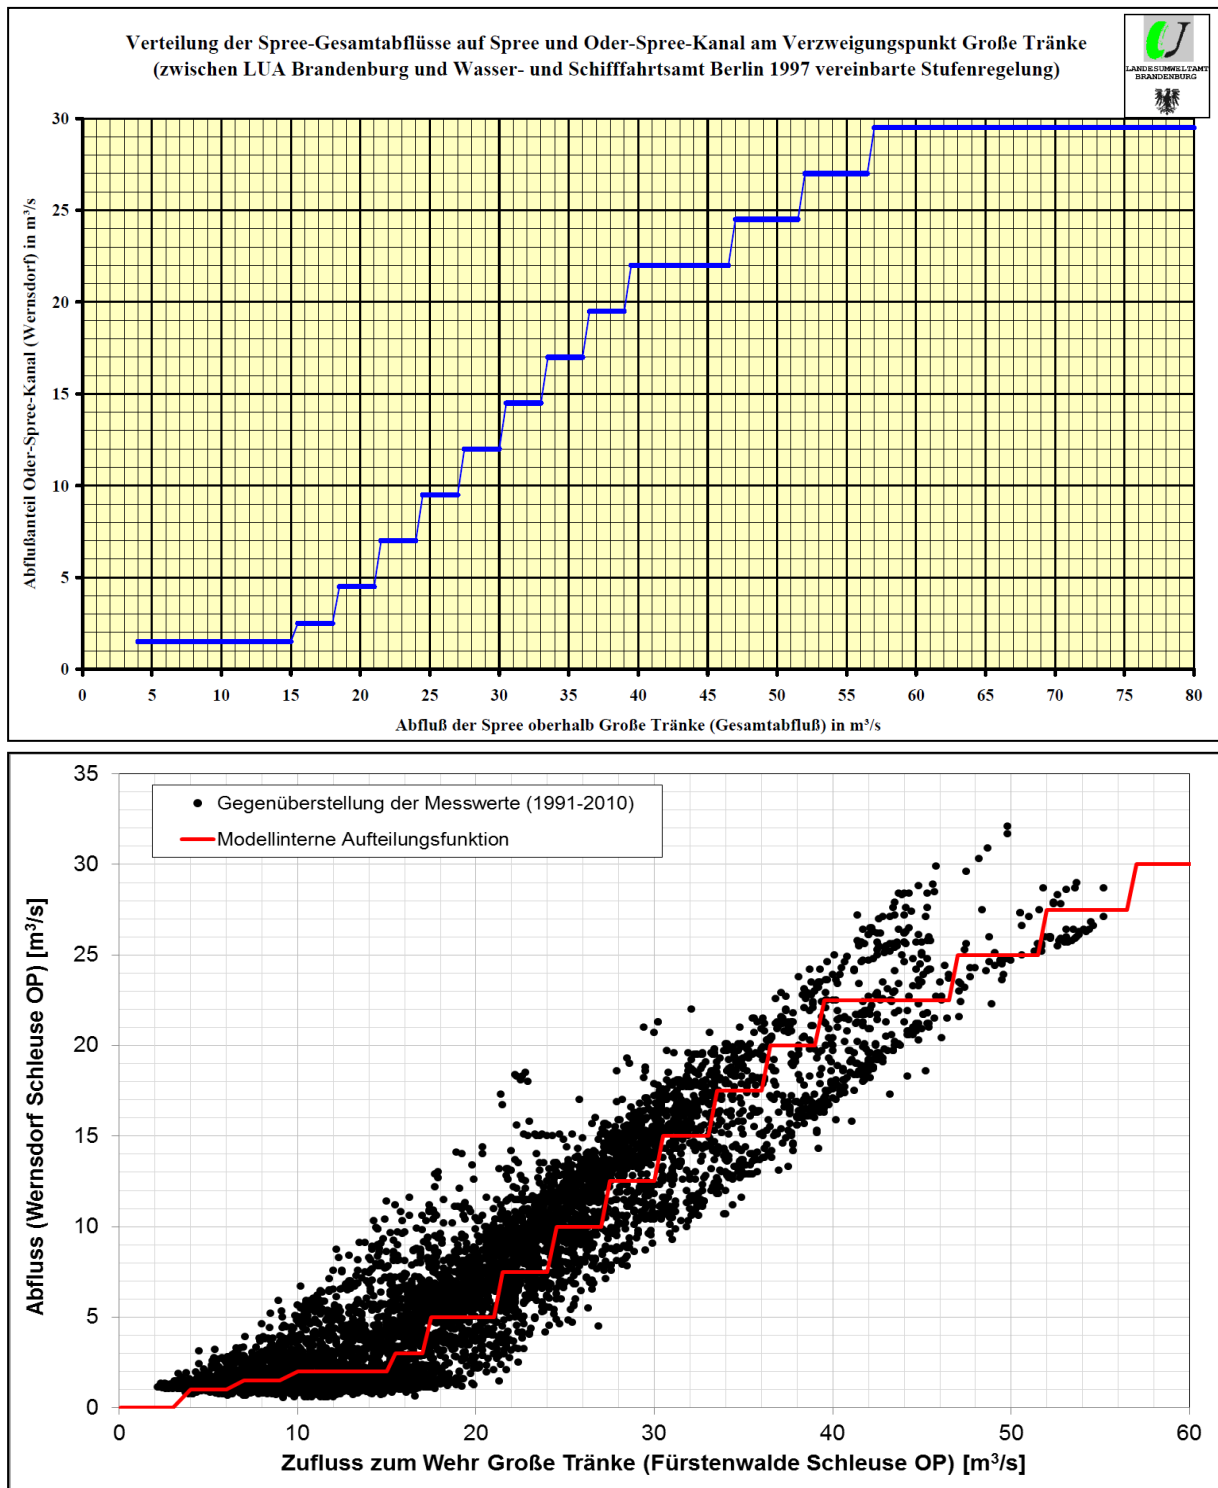 Verteilung der Spree-Gesamtabflüsse auf Spree und Oder-Spree-Kanal am Verzweigungspunkt Große Tränke
(zwischen LUA Brandenburg und Wasser- und Schifffahrtsamt Berlin 1997 vereinbarte Stufenregelung)
LANDESUMWELTAMT
BRANDENBURG
Abflußanteil Oder-Spree-Kanal (Wernsdorf) in m³/s
30
25
20
15
10
5
0
0 5 10 15 20 25 30 35 40 45 50 55 60 65 70 75 80
Abfluß der Spree oberhalb Große Tränke (Gesamtabfluß) in m³/s
Abfluss (Wernsdorf Schleuse OP) [m³/s]
35
30
25
20
15
10
5
0
Gegenüberstellung der Messwerte (1991-2010)
Modellinterne Aufteilungsfunktion
0 10 20 30 40 50 60
Zufluss zum Wehr Große Tränke (Fürstenwalde Schleuse OP) [m³/s]